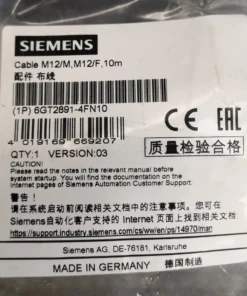 SIEMENS
Cable M12/M,M12/F,10m
配件 布线
(1P) 6GT2891-4FN10
4 019169 669207
QTY:1 VERSION:03
CE EAC
质量检验合格
CAUTION!
Please read the notes in the relevant manual before
system startup. You will find the documentation on the
Internet pages of Siemens Automation Customer Support.
警告!
请在系统启动前阅读相关文档中的注意事项。您可在
Siemens自动化客户支持的 Internet 页面上找到相关文档
https://support.industry.siemens.com/cs/ww/en/ps/14970/man
Siemens AG, DE-76181, Karlsruhe
MADE IN GERMANY 德国制造